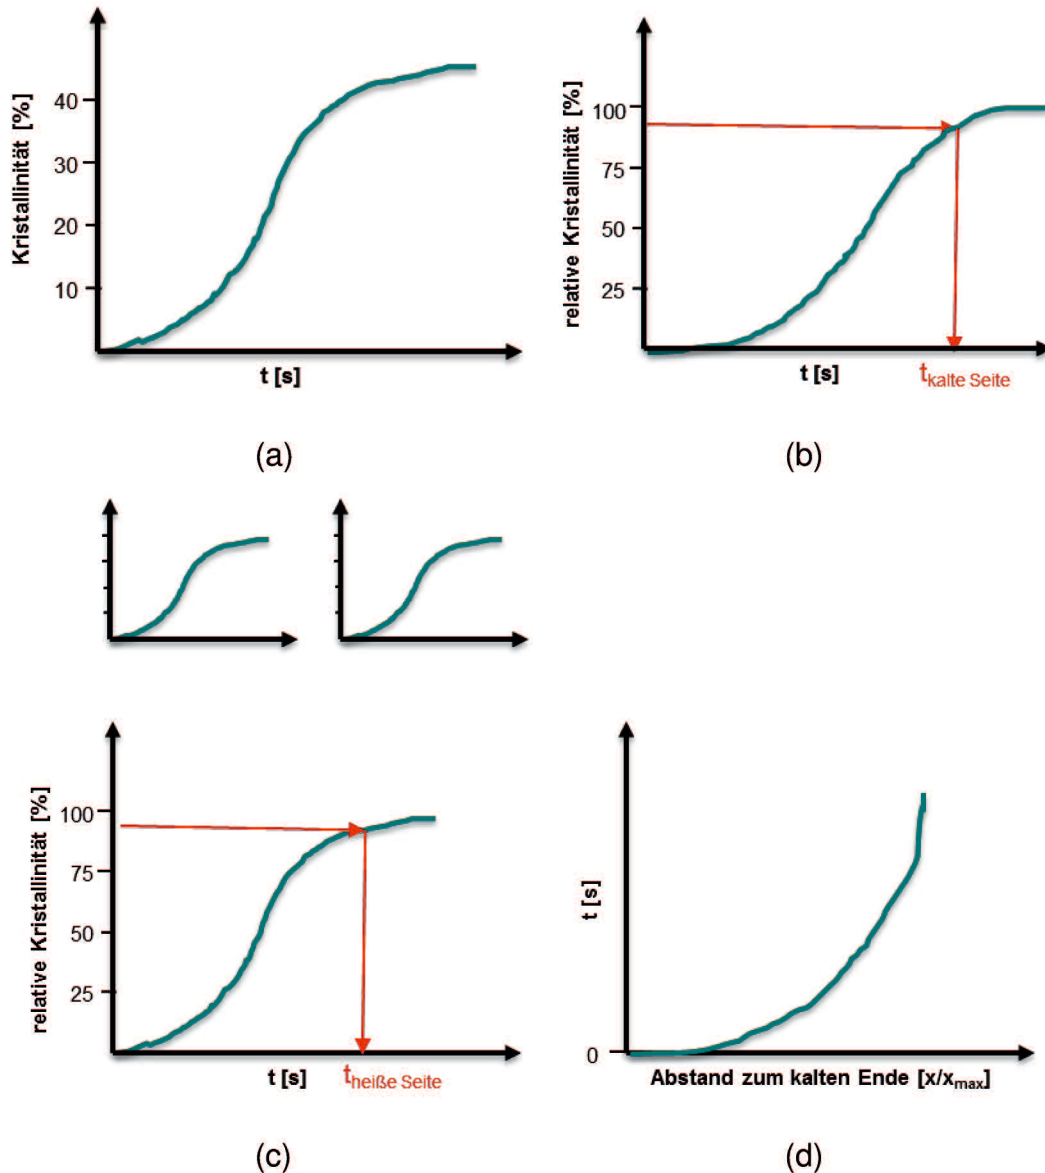 Kristallinität [%]
40
30
20
10
t [s]
(a)
relative Kristallinität [%]
100
75
50
25
t [s]
tkalte Seite
(b)
relative Kristallinität [%]
100
75
50
25
t [s]
theiße Seite
(c)
t [s]
0
Abstand zum kalten Ende [x/xmax]
(d)